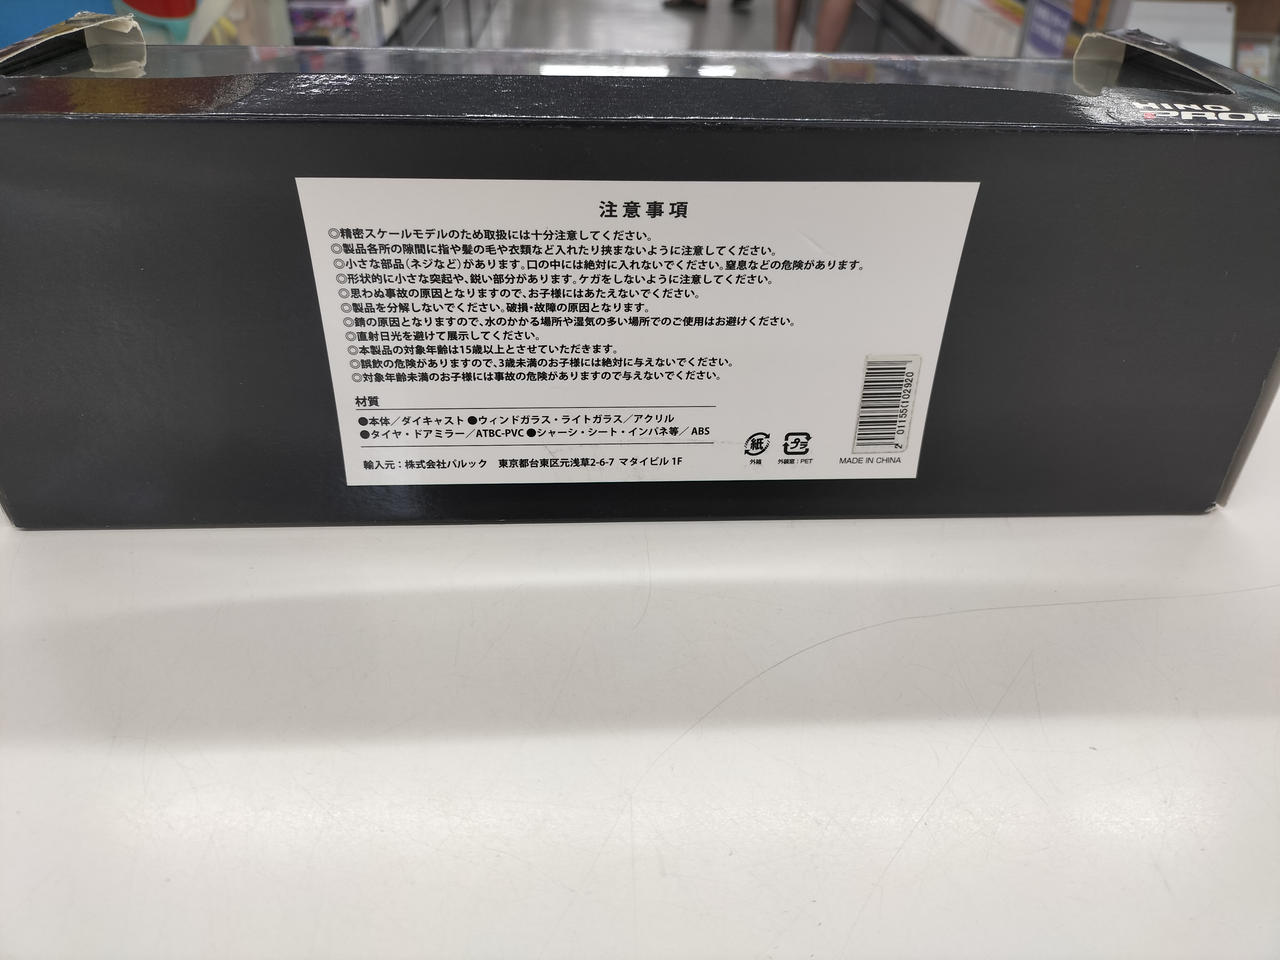 HINO
注意事項
◎精密スケールモデルのため取扱には十分注意してください。
◎製品各所の隙間に指や髪の毛や衣類など入れたり挟まないように注意してください。
◎小さな部品(ネジなど)があります。口の中には絶対に入れないでください。窒息などの危険があります。
◎形状的に小さな突起や、鋭い部分があります。ケガをしないように注意してください。
◎思わぬ事故の原因となりますので、お子様にはあたえないでください。
◎製品を分解しないでください。破損・故障の原因となります。
◎錆の原因となりますので、水のかかる場所や湿気の多い場所でのご使用はお避けください。
◎直射日光を避けて展示してください。
◎本製品の対象年齢は15歳以上とさせていただきます。
◎誤飲の危険がありますので、3歳未満のお子様には絶対に与えないでください。
◎対象年齢未満のお子様には事故の危険がありますので与えないでください。
材質
●本体/ダイキャスト ●ウィンドガラス・ライトガラス/アクリル
●タイヤ・ドアミラー/ATBC-PVC ●シャーシ・シート・インパネ等/ABS
輸入元:株式会社バルック 東京都台東区元浅草2-6-7 マタイビル 1F
紙
外箱
プラ
外装窓:PET
2 01155 102920
MADE IN CHINA